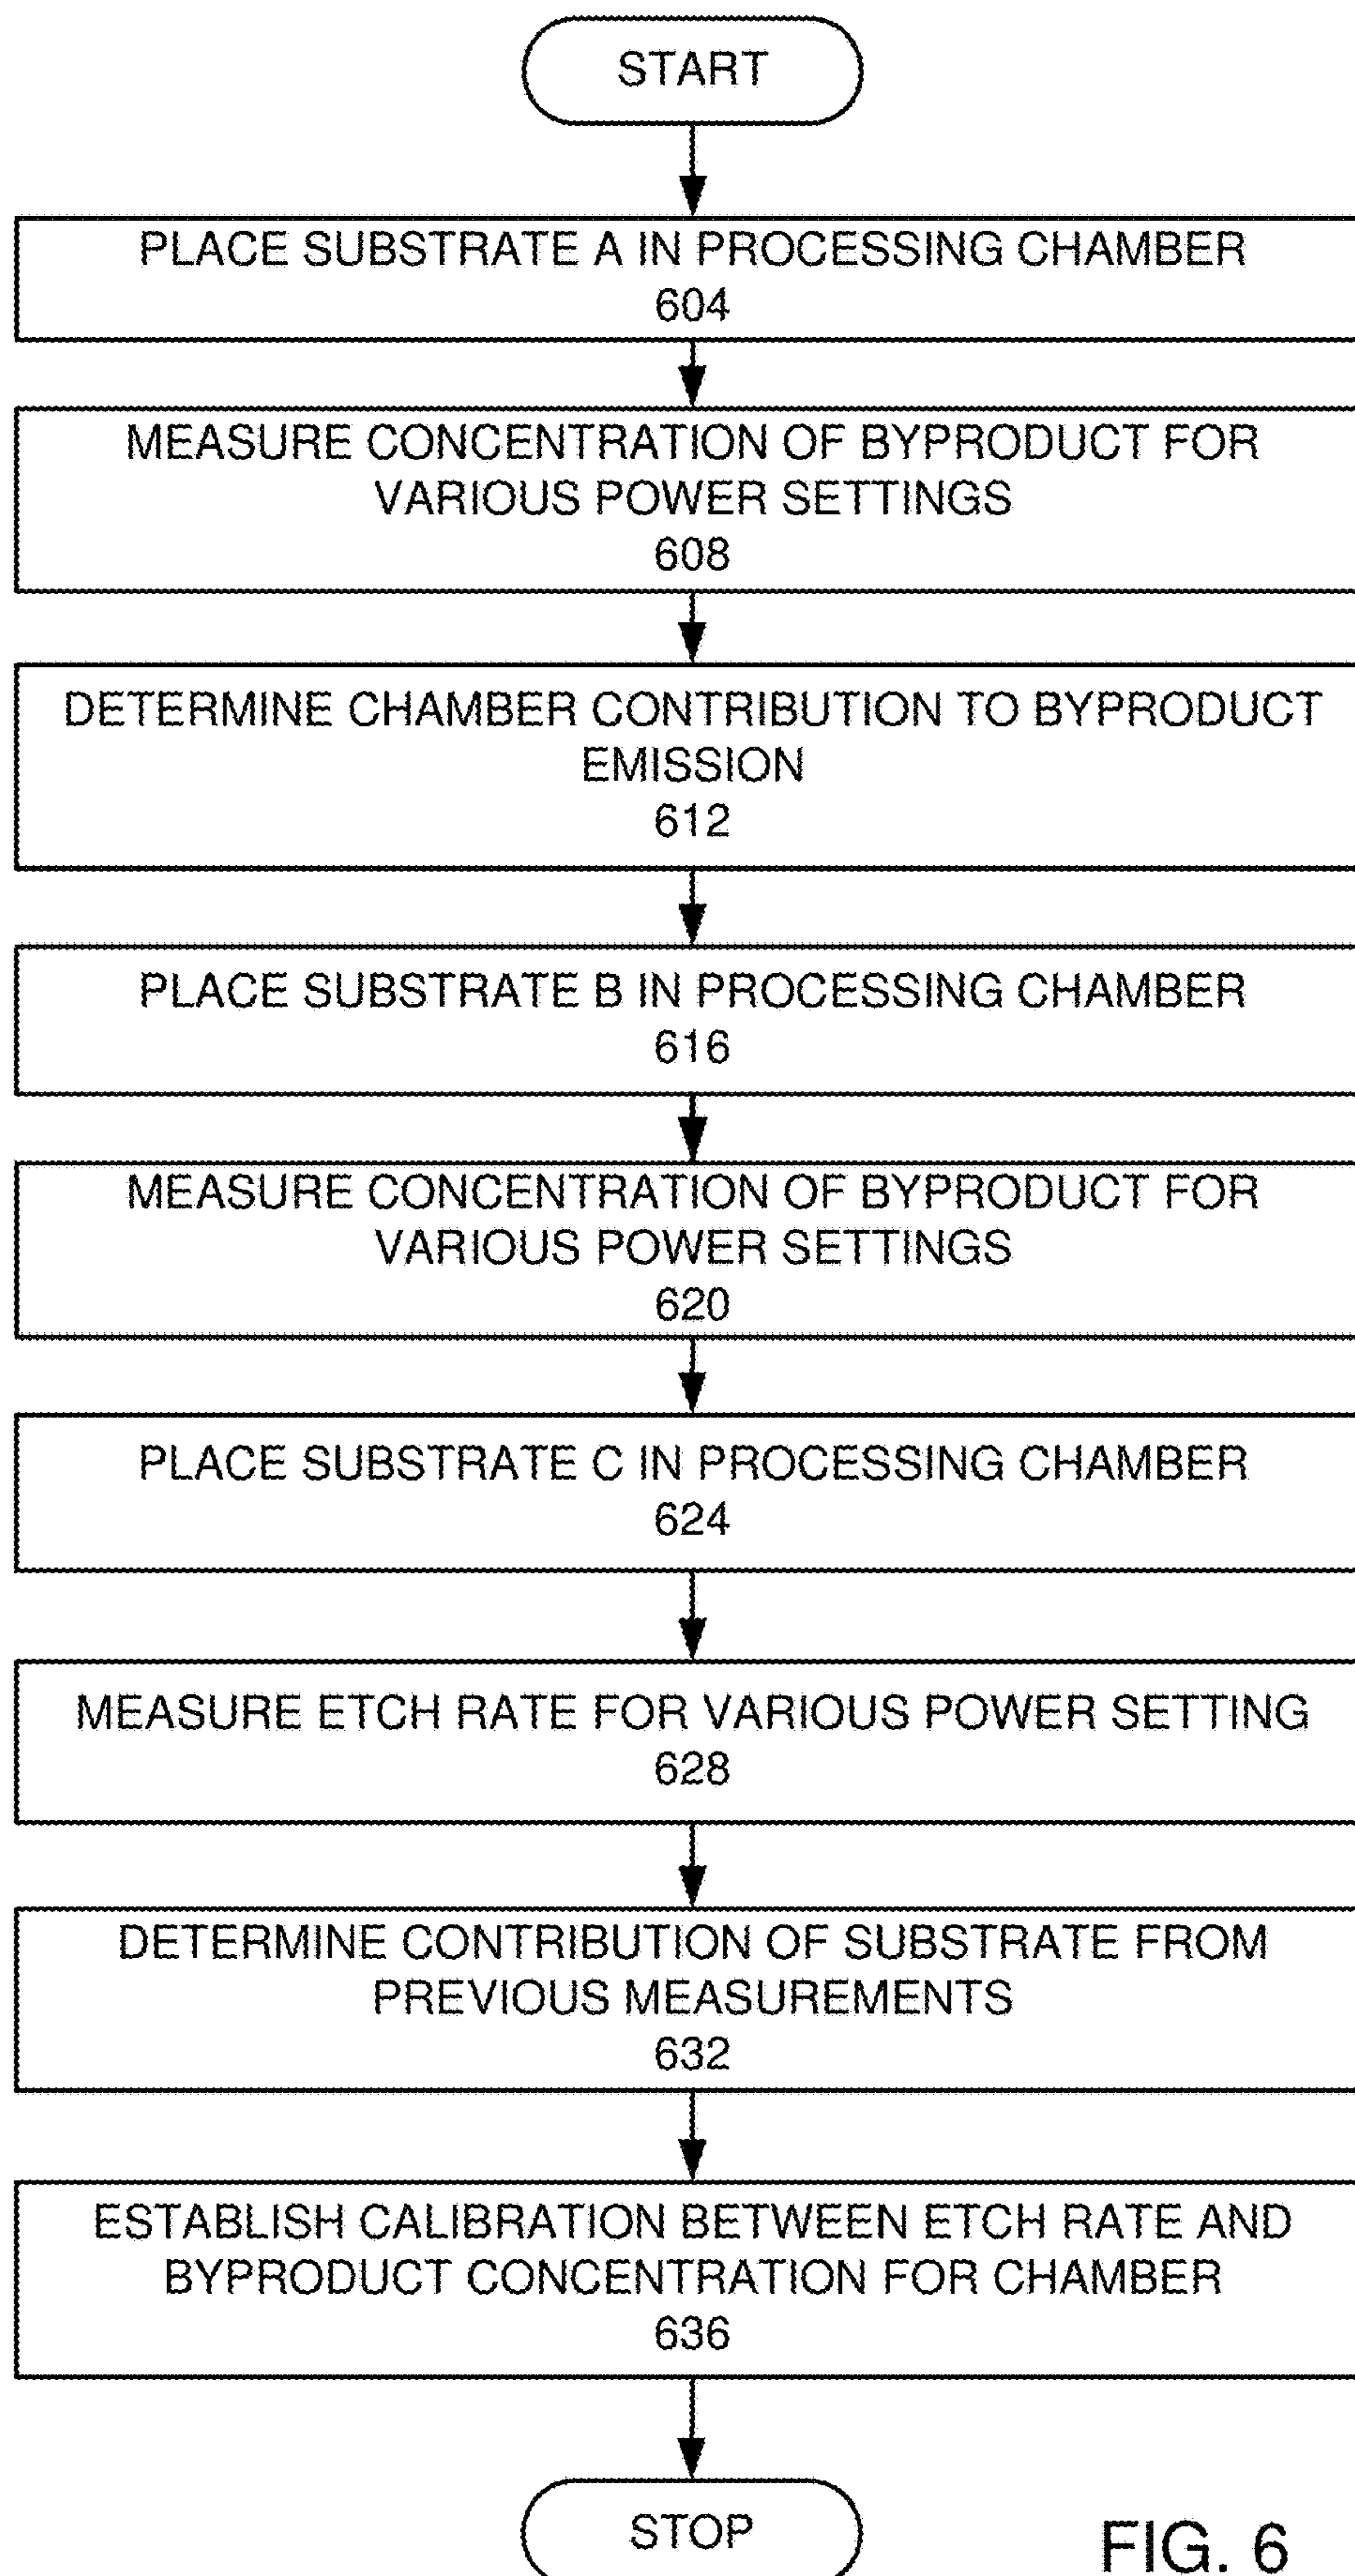 START
PLACE SUBSTRATE A IN PROCESSING CHAMBER
604
MEASURE CONCENTRATION OF BYPRODUCT FOR
VARIOUS POWER SETTINGS
608
DETERMINE CHAMBER CONTRIBUTION TO BYPRODUCT
EMISSION
612
PLACE SUBSTRATE B IN PROCESSING CHAMBER
616
MEASURE CONCENTRATION OF BYPRODUCT FOR
VARIOUS POWER SETTINGS
620
PLACE SUBSTRATE C IN PROCESSING CHAMBER
624
MEASURE ETCH RATE FOR VARIOUS POWER SETTING
628
DETERMINE CONTRIBUTION OF SUBSTRATE FROM
PREVIOUS MEASUREMENTS
632
ESTABLISH CALIBRATION BETWEEN ETCH RATE AND
BYPRODUCT CONCENTRATION FOR CHAMBER
636
STOP
FIG. 6